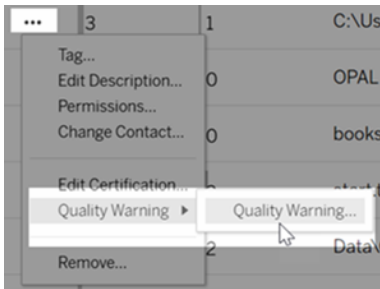 ... 3 1 C:\Us
Tag...
Edit Description... 0 OPAL
Permissions...
Change Contact... 0 books
Edit Certification...
Quality Warning Quality Warning...
2 Data\
Remove...